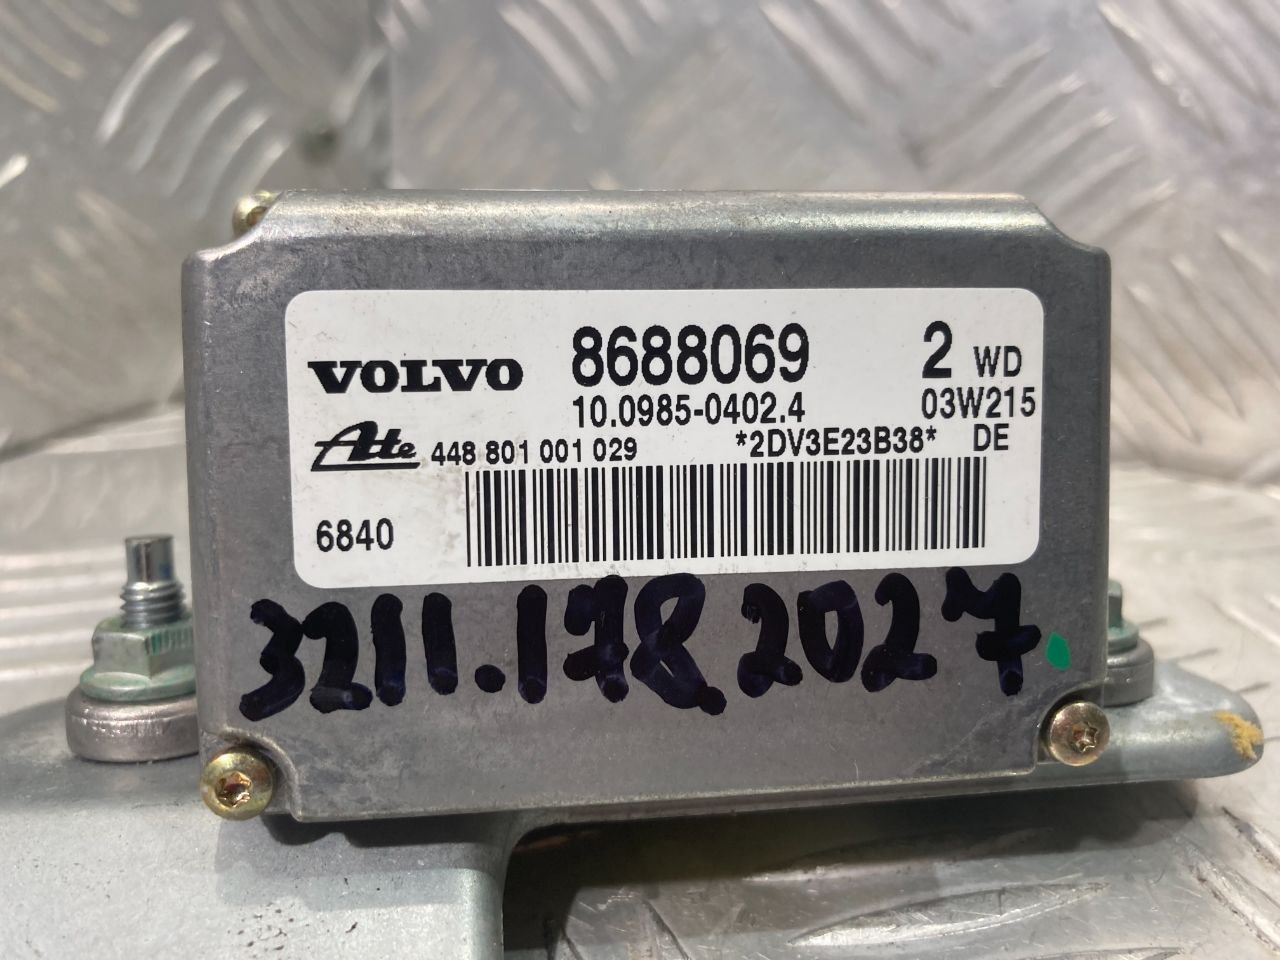 VOLVO 8688069 2 WD
10.0985-0402.4 03W215
Ate 448 801 001 029 *2DV3E23B38* DE
6840
3211.178 2027.